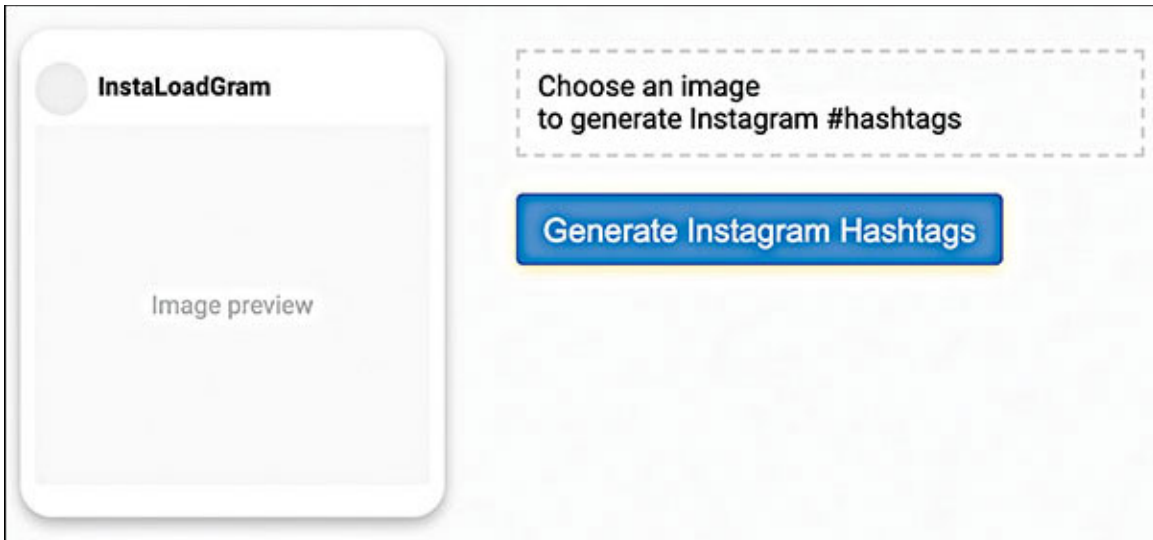 InstaLoadGram
Image preview
Choose an image
to generate Instagram #hashtags
Generate Instagram Hashtags